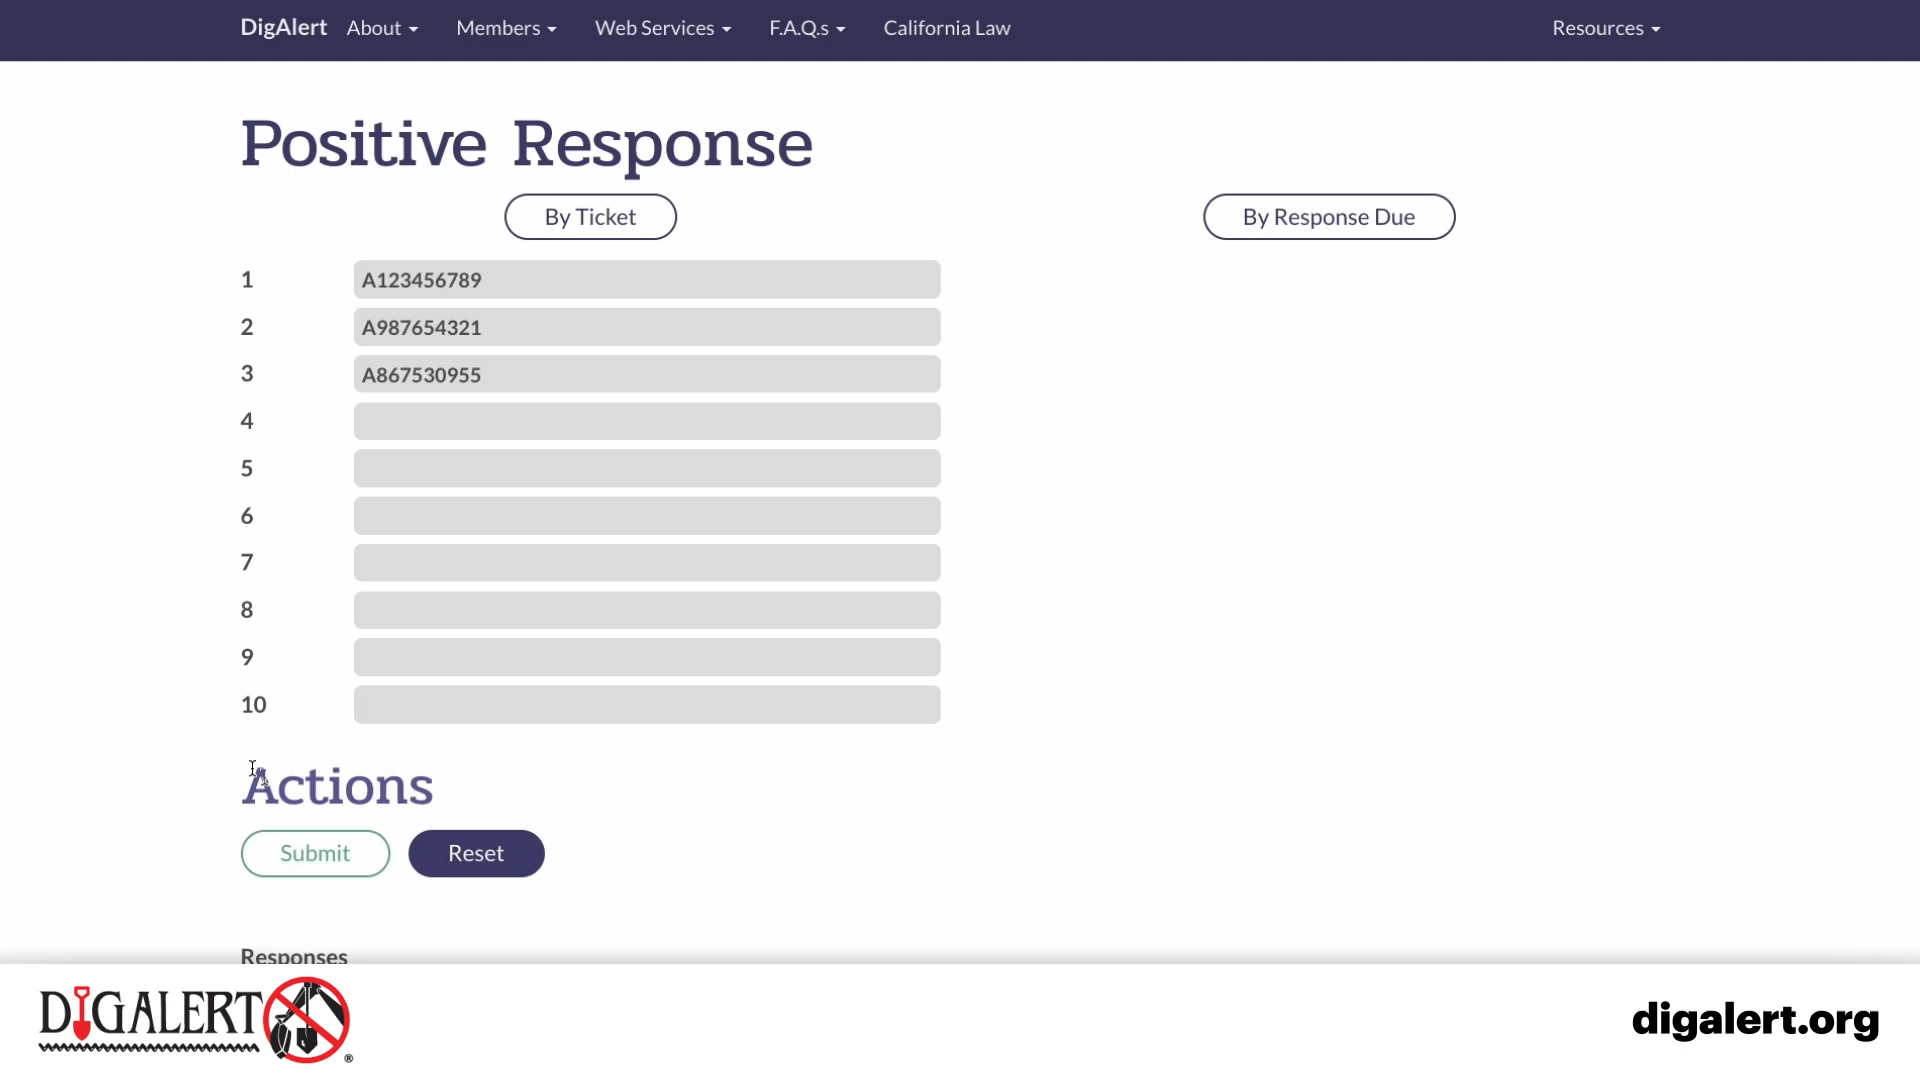 DigAlert About Members Web Services F.A.Q.s California Law Resources
Positive Response
By Ticket By Response Due
1 A123456789
2 A987654321
3 A867530955
4
5
6
7
8
9
10
Actions
Submit Reset
Responses
DIGALERT ® digalert.org